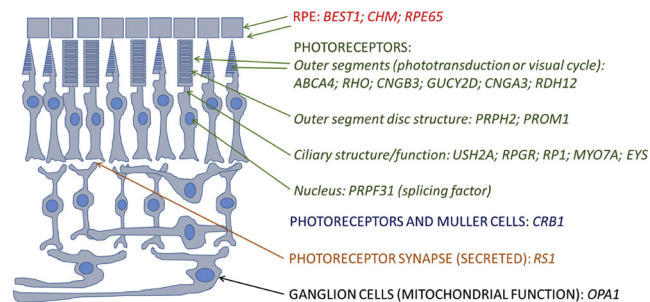 RPE: BEST1; CHM; RPE65
PHOTORECEPTORS:
Outer segments (phototransduction or visual cycle):
ABCA4; RHO; CNGB3; GUCY2D; CNGA3; RDH12
Outer segment disc structure: PRPH2; PROM1
Ciliary structure/function: USH2A; RPGR; RP1; MYO7A; EYS
Nucleus: PRPF31 (splicing factor)
PHOTORECEPTORS AND MULLER CELLS: CRB1
PHOTORECEPTOR SYNAPSE (SECRETED): RS1
GANGLION CELLS (MITOCHONDRIAL FUNCTION): OPA1